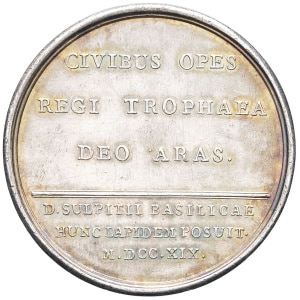 CIVIBUS OPES
REGI TROPHAEA
DEO ARAS.
D. SULPITII BASILICAE
HUNC LAPIDEM POSUIT.
M.DCC.XIX.